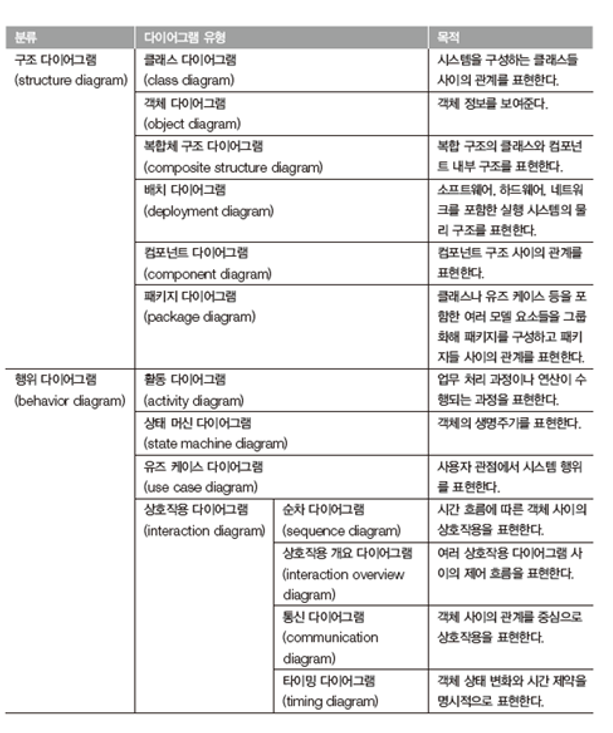 분류 다이어그램 유형 목적
구조 다이어그램 클래스 다이어그램 시스템을 구성하는 클래스들
(structure diagram) (class diagram) 사이의 관계를 표현한다.
객체 다이어그램 객체 정보를 보여준다.
(object diagram)
복합체 구조 다이어그램 복합 구조의 클래스와 컴포넌
(composite structure diagram) 트 내부 구조를 표현한다.
배치 다이어그램 소프트웨어, 하드웨어, 네트워
(deployment diagram) 크를 포함한 실행 시스템의 물
리 구조를 표현한다.
컴포넌트 다이어그램 컴포넌트 구조 사이의 관계를
(component diagram) 표현한다.
패키지 다이어그램 클래스나 유즈 케이스 등을 포
(package diagram) 함한 여러 모델 요소들을 그룹
화해 패키지를 구성하고 패키
지들 사이의 관계를 표현한다.
행위 다이어그램 활동 다이어그램 업무 처리 과정이나 연산이 수
(behavior diagram) (activity diagram) 행되는 과정을 표현한다.
상태 머신 다이어그램 객체의 생명주기를 표현한다.
(state machine diagram)
유즈 케이스 다이어그램 사용자 관점에서 시스템 행위
(use case diagram) 를 표현한다.
상호작용 다이어그램 순차 다이어그램 시간 흐름에 따른 객체 사이의
(interaction diagram) (sequence diagram) 상호작용을 표현한다.
상호작용 개요 다이어그램 여러 상호작용 다이어그램 사
(interaction overview 이의 제어 흐름을 표현한다.
diagram)
통신 다이어그램 객체 사이의 관계를 중심으로
(communication 상호작용을 표현한다.
diagram)
타이밍 다이어그램 객체 상태 변화와 시간 제약을
(timing diagram) 명시적으로 표현한다.